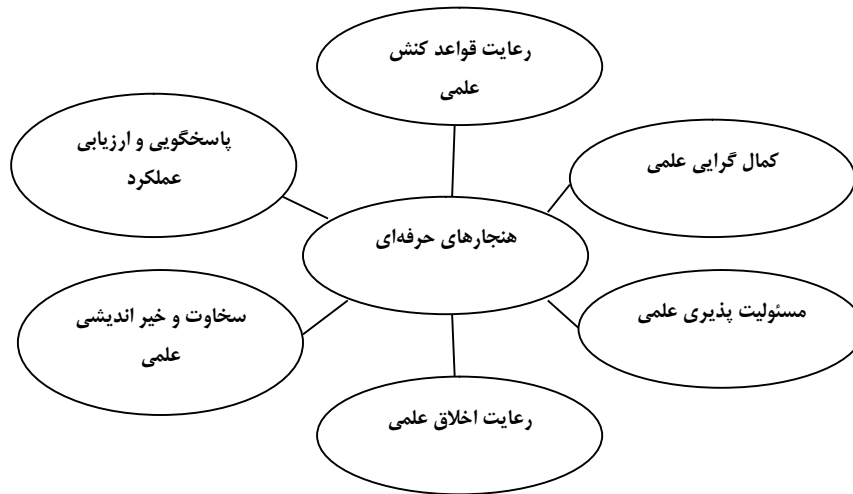 رعایت قواعد کنش
علمی
پاسخگویی و ارزیابی
عملکرد
کمال گرایی علمی
هنجارهای حرفه‌ای
سخاوت و خیر اندیشی
علمی
مسئولیت پذیری علمی
رعایت اخلاق علمی